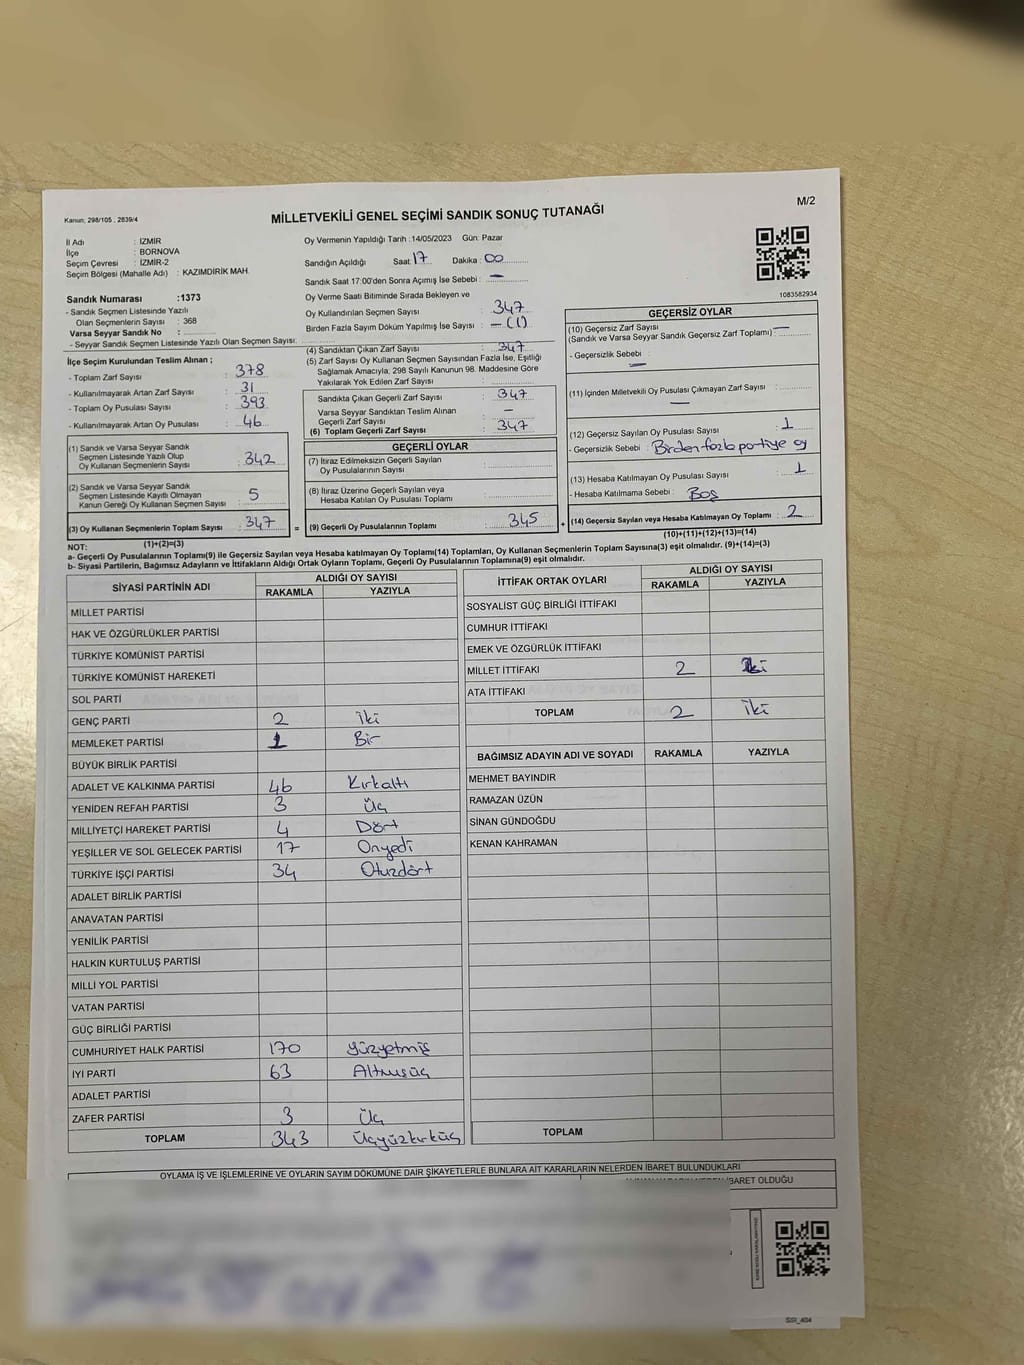 Kanun, 298/105 , 2839/4
MİLLETVEKİLİ GENEL SEÇİMİ SANDIK SONUÇ TUTANAĞI
M/2
İl Adı : İZMİR
İlçe : BORNOVA
Seçim Çevresi : İZMİR-2
Seçim Bölgesi (Mahalle Adı) : KAZIMDİRİK MAH.
Sandık Numarası :1373
- Sandık Seçmen Listesinde Yazılı
Olan Seçmenlerin Sayısı : 368
Varsa Seyyar Sandık No :
- Seyyar Sandık Seçmen Listesinde Yazılı Olan Seçmen Sayısı:
Oy Vermenin Yapıldığı Tarih :14/05/2023 Gün: Pazar
Sandığın Açıldığı Saat: 17 Dakika: 00
Sandık Saat 17:00'den Sonra Açımış İse Sebebi : —
Oy Verme Saati Bitiminde Sırada Bekleyen ve
Oy Kullandırılan Seçmen Sayısı : 347
Birden Fazla Sayım Döküm Yapılmış İse Sayısı : — (1)
1083582934
İlçe Seçim Kurulundan Teslim Alınan ;
- Toplam Zarf Sayısı : 378
- Kullanılmayarak Artan Zarf Sayısı : 31
- Toplam Oy Pusulası Sayısı : 393
- Kullanılmayarak Artan Oy Pusulası : 46
(1) Sandık ve Varsa Seyyar Sandık
Seçmen Listesinde Yazılı Olup
Oy Kullanan Seçmenlerin Sayısı : 342
(2) Sandık ve Varsa Seyyar Sandık
Seçmen Listesinde Kayıtlı Olmayan
Kanun Gereği Oy Kullanan Seçmen Sayısı : 5
(3) Oy Kullanan Seçmenlerin Toplam Sayısı : 347 =
(1)+(2)=(3)
(4) Sandıktan Çıkan Zarf Sayısı : 347
(5) Zarf Sayısı Oy Kullanan Seçmen Sayısından Fazla İse, Eşitliği
Sağlamak Amacıyla, 298 Sayılı Kanunun 98. Maddesine Göre
Yakılarak Yok Edilen Zarf Sayısı :
Sandıkta Çıkan Geçerli Zarf Sayısı : 347
Varsa Seyyar Sandıktan Teslim Alınan
Geçerli Zarf Sayısı : —
(6) Toplam Geçerli Zarf Sayısı : 347
GEÇERLİ OYLAR
(7) İtiraz Edilmeksizin Geçerli Sayılan
Oy Pusulalarının Sayısı :
(8) İtiraz Üzerine Geçerli Sayılan veya
Hesaba Katılan Oy Pusulası Toplamı :
(9) Geçerli Oy Pusulalarının Toplamı : 345 +
GEÇERSİZ OYLAR
(10) Geçersiz Zarf Sayısı : —
(Sandık ve Varsa Seyyar Sandık Geçersiz Zarf Toplamı)
- Geçersizlik Sebebi : —
(11) İçinden Milletvekili Oy Pusulası Çıkmayan Zarf Sayısı :
—
(12) Geçersiz Sayılan Oy Pusulası Sayısı : 1
- Geçersizlik Sebebi : Birden fazla partiye oy
(13) Hesaba Katılmayan Oy Pusulası Sayısı : 1
- Hesaba Katılmama Sebebi : Boş
(14) Geçersiz Sayılan veya Hesaba Katılmayan Oy Toplamı : 2
(10)+(11)+(12)+(13)=(14)
NOT:
a- Geçerli Oy Pusulalarının Toplamı(9) ile Geçersiz Sayılan veya Hesaba katılmayan Oy Toplamı(14) Toplamları, Oy Kullanan Seçmenlerin Toplam Sayısına(3) eşit olmalıdır. (9)+(14)=(3)
b- Siyasi Partilerin, Bağımsız Adayların ve İttifakların Aldığı Ortak Oyların Toplamı, Geçerli Oy Pusulalarının Toplamına(9) eşit olmalıdır.
SİYASİ PARTİNİN ADI ALDIĞI OY SAYISI
RAKAMLA YAZIYLA
MİLLET PARTİSİ
HAK VE ÖZGÜRLÜKLER PARTİSİ
TÜRKİYE KOMÜNİST PARTİSİ
TÜRKİYE KOMÜNİST HAREKETİ
SOL PARTİ
GENÇ PARTİ 2 İki
MEMLEKET PARTİSİ 1 Bir
BÜYÜK BİRLİK PARTİSİ
ADALET VE KALKINMA PARTİSİ 46 Kırkaltı
YENİDEN REFAH PARTİSİ 3 Üç
MİLLİYETÇİ HAREKET PARTİSİ 4 Dört
YEŞİLLER VE SOL GELECEK PARTİSİ 17 Onyedi
TÜRKİYE İŞÇİ PARTİSİ 34 Otuzdört
ADALET BİRLİK PARTİSİ
ANAVATAN PARTİSİ
YENİLİK PARTİSİ
HALKIN KURTULUŞ PARTİSİ
MİLLİ YOL PARTİSİ
VATAN PARTİSİ
GÜÇ BİRLİĞİ PARTİSİ
CUMHURİYET HALK PARTİSİ 170 Yüzyetmiş
İYİ PARTİ 63 Altmışüç
ADALET PARTİSİ
ZAFER PARTİSİ 3 Üç
TOPLAM 343 Üçyüzkırküç
İTTİFAK ORTAK OYLARI ALDIĞI OY SAYISI
RAKAMLA YAZIYLA
SOSYALİST GÜÇ BİRLİĞİ İTTİFAKI
CUMHUR İTTİFAKI
EMEK VE ÖZGÜRLÜK İTTİFAKI
MİLLET İTTİFAKI 2 İki
ATA İTTİFAKI
TOPLAM 2 İki
BAĞIMSIZ ADAYIN ADI VE SOYADI RAKAMLA YAZIYLA
MEHMET BAYINDIR
RAMAZAN ÜZÜN
SİNAN GÜNDOĞDU
KENAN KAHRAMAN
TOPLAM
OYLAMA İŞ VE İŞLEMLERİNE VE OYLARIN SAYIM DÖKÜMÜNE DAİR ŞİKAYETLERLE BUNLARA AİT KARARLARIN NELERDEN İBARET BULUNDUKLARI
İBARET OLDUĞU
SSI_404